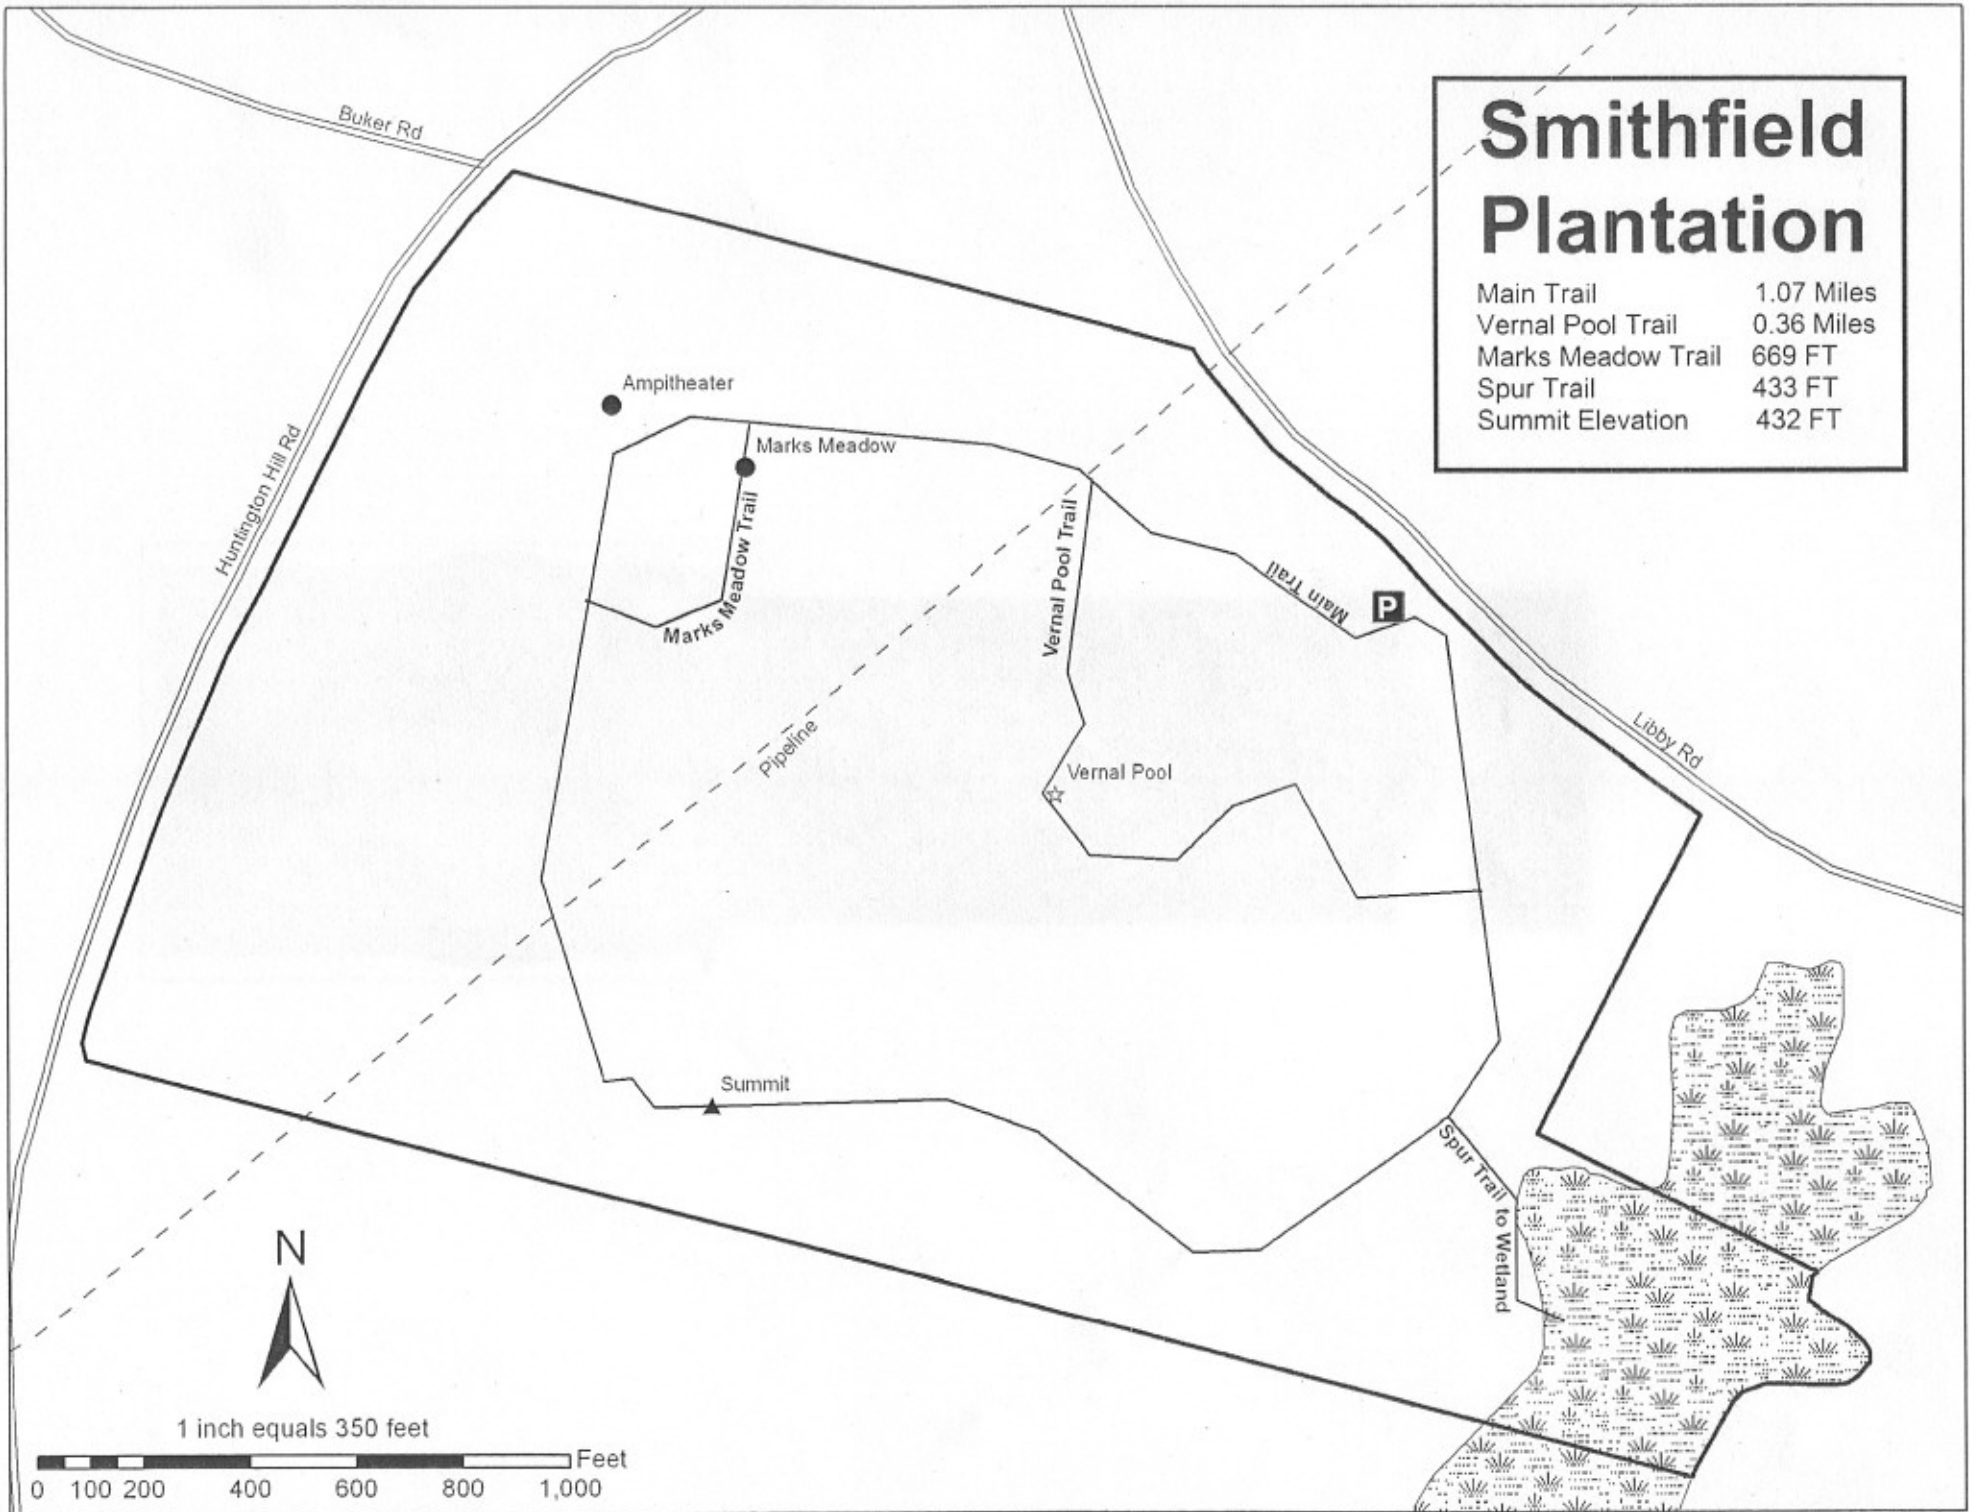 Buker Rd
Smithfield
Plantation
Main Trail 1.07 Miles
Vernal Pool Trail 0.36 Miles
Marks Meadow Trail 669 FT
Spur Trail 433 FT
Summit Elevation 432 FT
Ampitheater
Marks Meadow
Huntington Hill Rd
Marks Meadow Trail
Vernal Pool Trail
Main Trail
P
Libby Rd
Pipeline
Vernal Pool
Summit
Spur Trail to Wetland
N
1 inch equals 350 feet
Feet
0 100 200 400 600 800 1,000